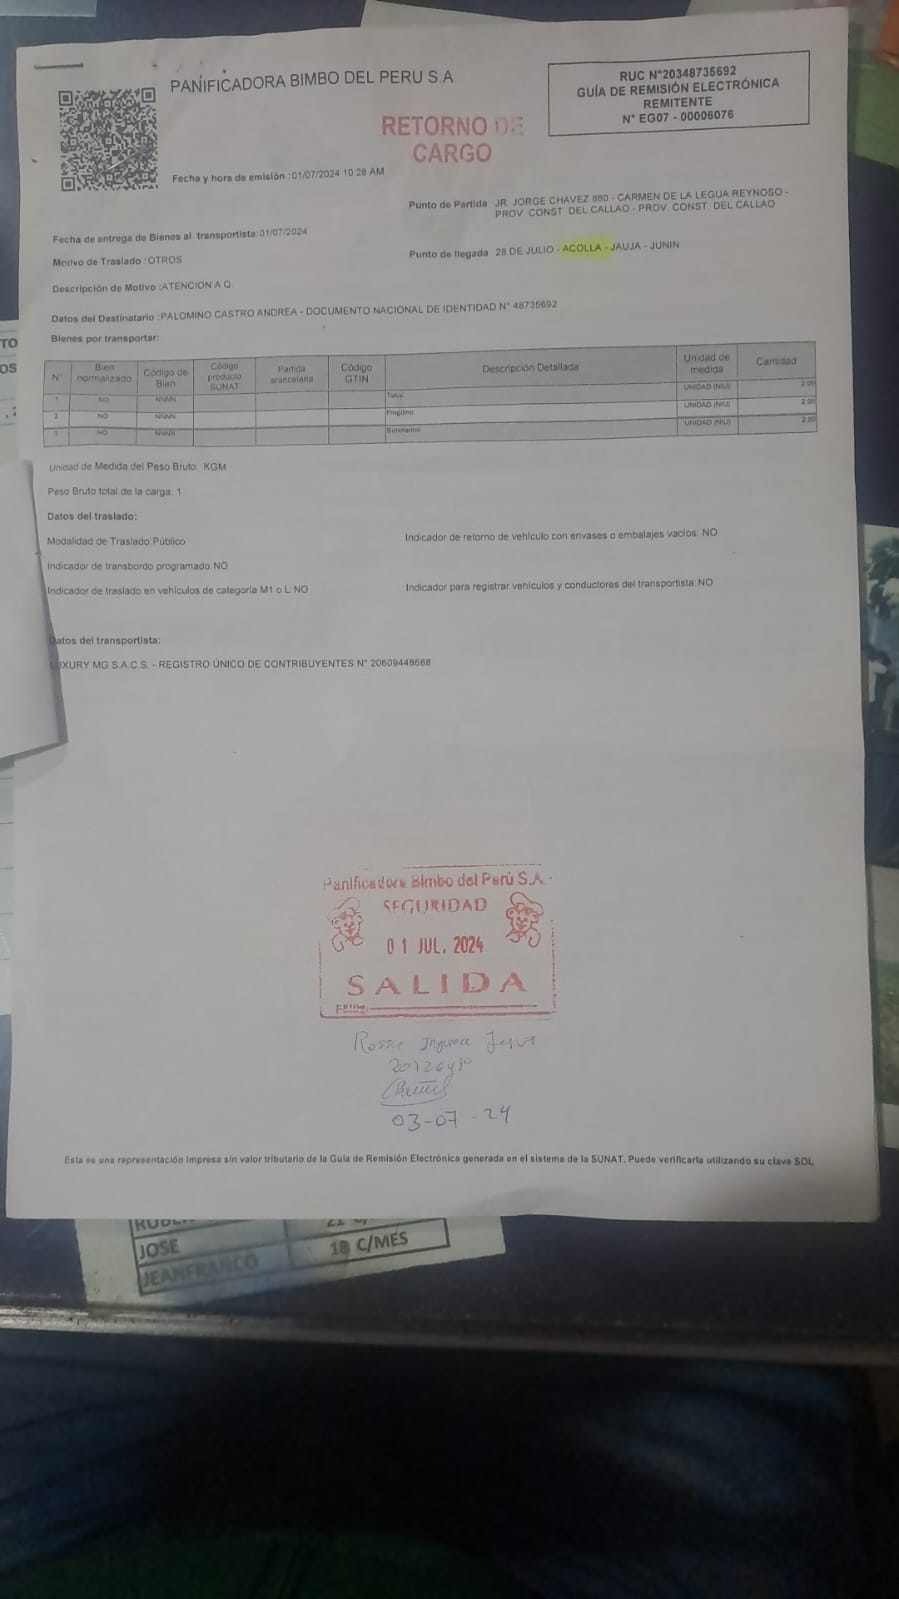 PANIFICADORA BIMBO DEL PERU S.A
RUC N°20348735692
GUÍA DE REMISIÓN ELECTRÓNICA
REMITENTE
N° EG07 - 00006076
RETORNO DE
CARGO
Fecha y hora de emisión :01/07/2024 10:28 AM
Punto de Partida JR. JORGE CHAVEZ 860 - CARMEN DE LA LEGUA REYNOSO -
PROV. CONST. DEL CALLAO - PROV. CONST. DEL CALLAO
Fecha de entrega de Bienes al transportista:01/07/2024
Motivo de Traslado :OTROS
Punto de llegada 28 DE JULIO - ACOLLA - JAUJA - JUNIN
Descripción de Motivo :ATENCION A Q
Datos del Destinatario :PALOMINO CASTRO ANDREA - DOCUMENTO NACIONAL DE IDENTIDAD N° 48735692
Bienes por transportar:
N° Bien normalizado Código de Bien Código producto SUNAT Partida arancelaria Código GTIN Descripción Detallada Unidad de medida Cantidad
1 NO NNNN UNIDAD (NIU) 2.00
2 NO NNNN Pingüino UNIDAD (NIU) 2.00
3 NO NNNN UNIDAD (NIU) 2.00
Unidad de Medida del Peso Bruto: KGM
Peso Bruto total de la carga: 1
Datos del traslado:
Modalidad de Traslado:Público
Indicador de retorno de vehículo con envases o embalajes vacíos: NO
Indicador de transbordo programado:NO
Indicador de traslado en vehículos de categoría M1 o L:NO
Indicador para registrar vehículos y conductores del transportista:NO
Datos del transportista:
LUXURY MG S.A.C.S. - REGISTRO ÚNICO DE CONTRIBUYENTES N° 20609448688
Panificadora Bimbo del Perú S.A.
SEGURIDAD
01 JUL. 2024
SALIDA
03-07-24
Esta es una representación impresa sin valor tributario de la Guía de Remisión Electrónica generada en el sistema de la SUNAT. Puede verificarla utilizando su clave SOL
JOSE 18 C/MES
JEANFRANCO